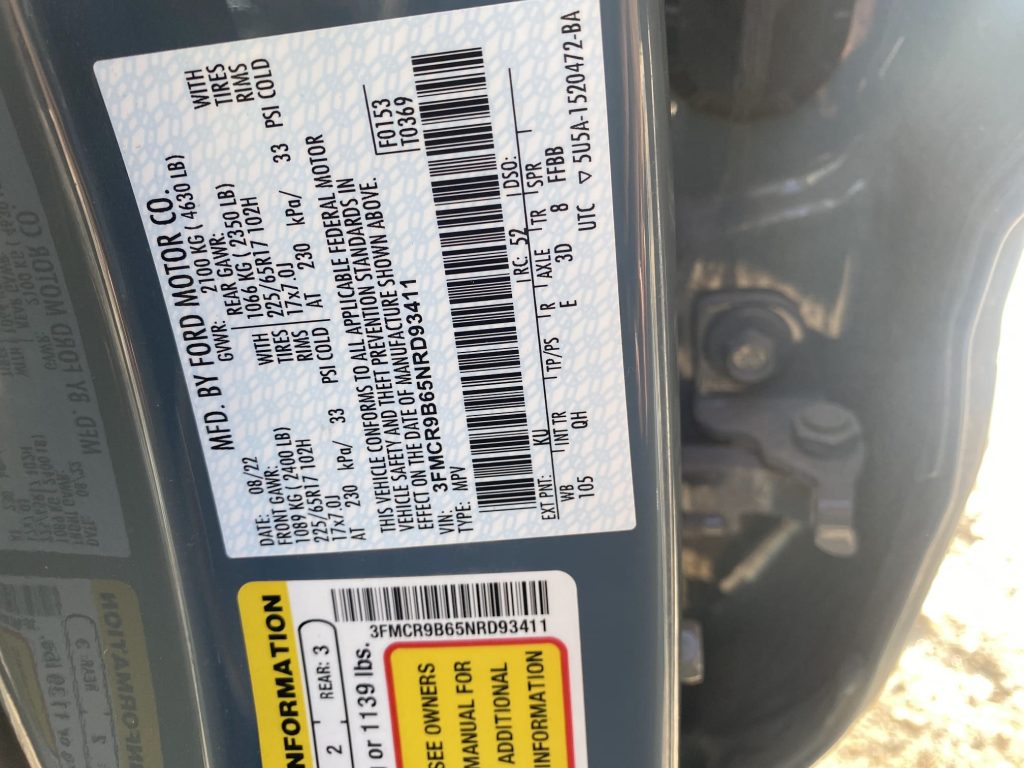 MFD. BY FORD MOTOR CO.
DATE: 08/22 GVWR: 2100 KG ( 4630 LB)
FRONT GAWR: REAR GAWR:
1089 KG ( 2400 LB) WITH 1066 KG ( 2350 LB) WITH
225/65R17 102H TIRES 225/65R17 102H TIRES
17x7.0J RIMS 17x7.0J RIMS
AT 230 kPa/ 33 PSI COLD AT 230 kPa/ 33 PSI COLD
THIS VEHICLE CONFORMS TO ALL APPLICABLE FEDERAL MOTOR
VEHICLE SAFETY AND THEFT PREVENTION STANDARDS IN
EFFECT ON THE DATE OF MANUFACTURE SHOWN ABOVE.
F0153
T0369
VIN: 3FMCR9B65NRD93411
TYPE: MPV
EXT PNT: KU RC: 52 DSO:
WB INT TR TP/PS R AXLE TR SPR
105 QH E 3D 8 FFBB
UTC ▽ 5U5A-1520472-BA
NFORMATION
2 REAR: 3
or 1139 lbs.
3FMCR9B65NRD93411
SEE OWNERS
MANUAL FOR
ADDITIONAL
INFORMATION